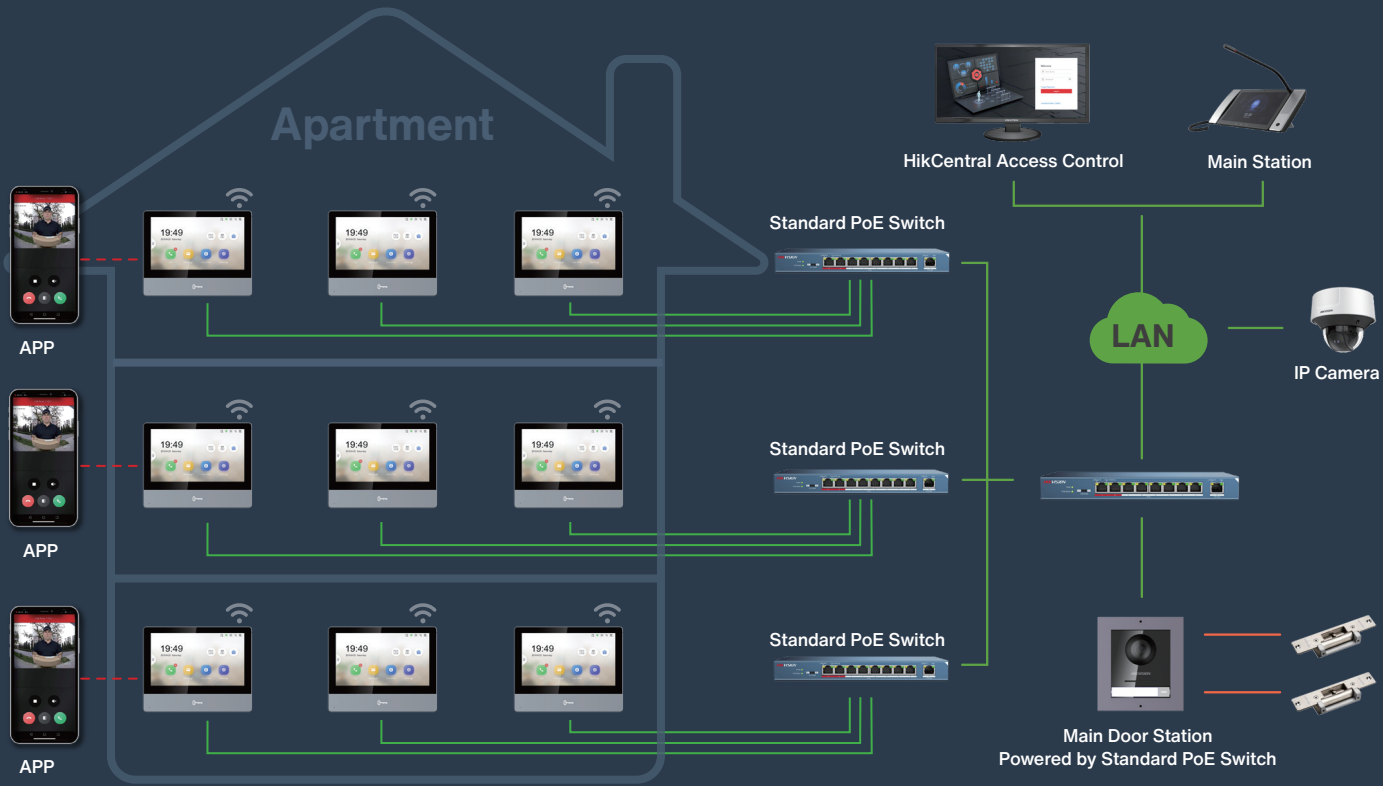 Apartment
HikCentral Access Control
Main Station
Standard PoE Switch
19:49
19:49
19:49
APP
LAN
IP Camera
Standard PoE Switch
19:49
19:49
19:49
APP
Standard PoE Switch
19:49
19:49
19:49
APP
Main Door Station
Powered by Standard PoE Switch